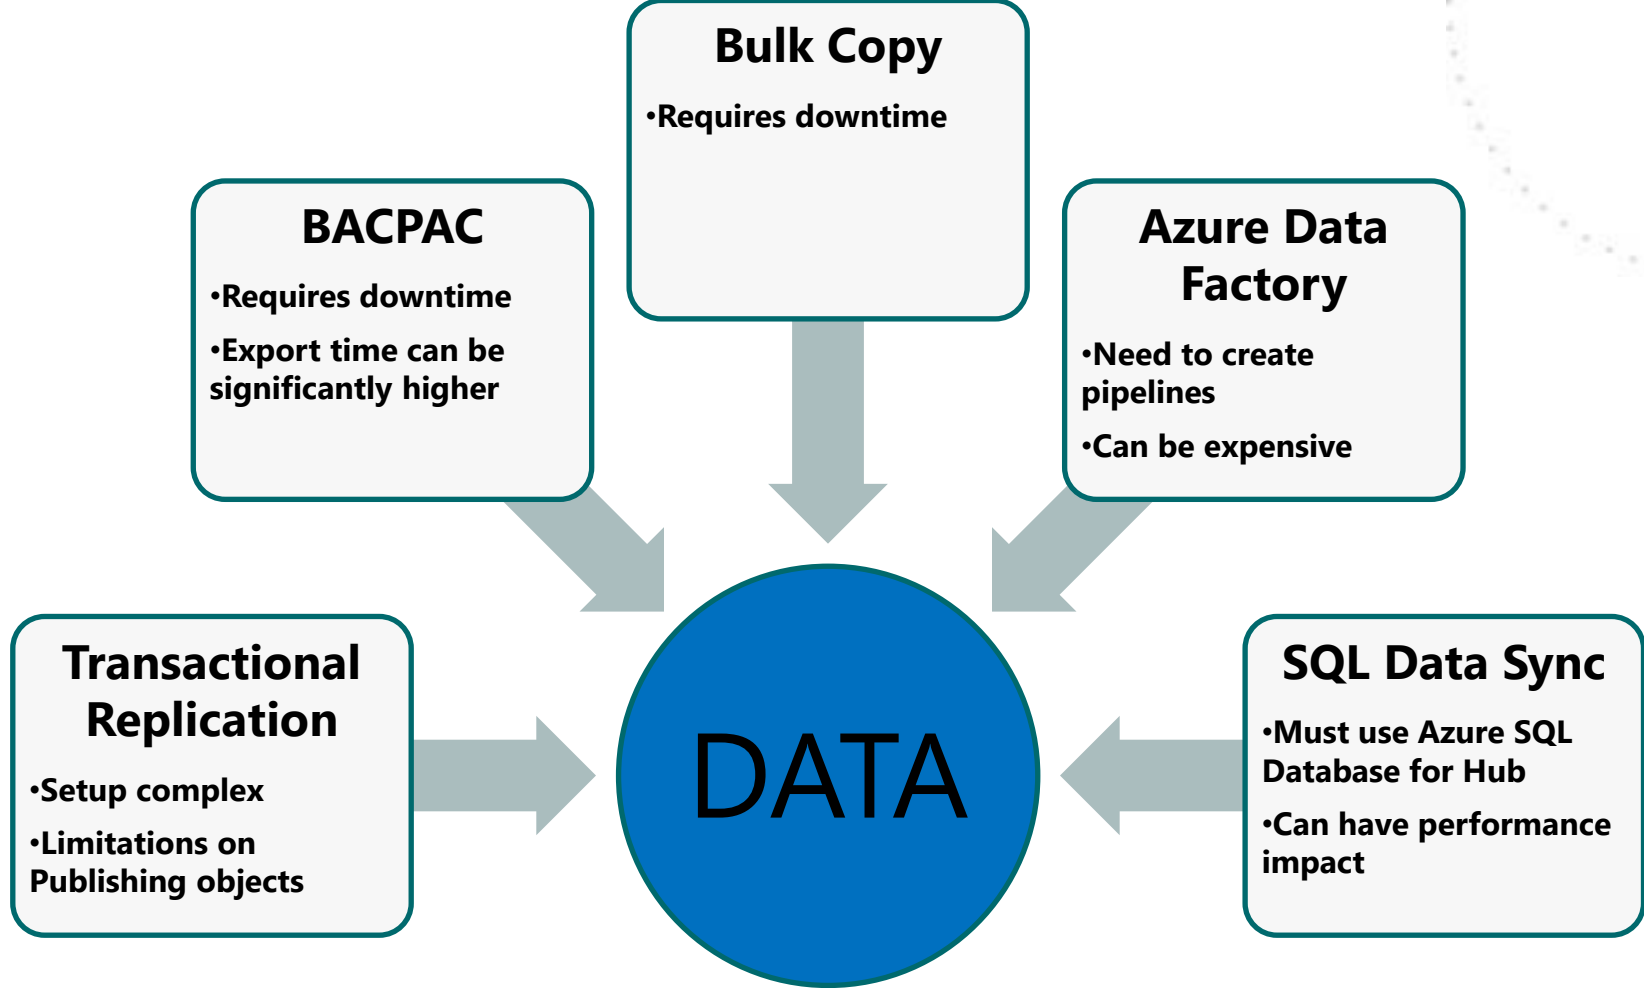 Bulk Copy
•Requires downtime
BACPAC
•Requires downtime
•Export time can be
significantly higher
Azure Data
Factory
•Need to create
pipelines
•Can be expensive
Transactional
Replication
•Setup complex
•Limitations on
Publishing objects
DATA
SQL Data Sync
•Must use Azure SQL
Database for Hub
•Can have performance
impact